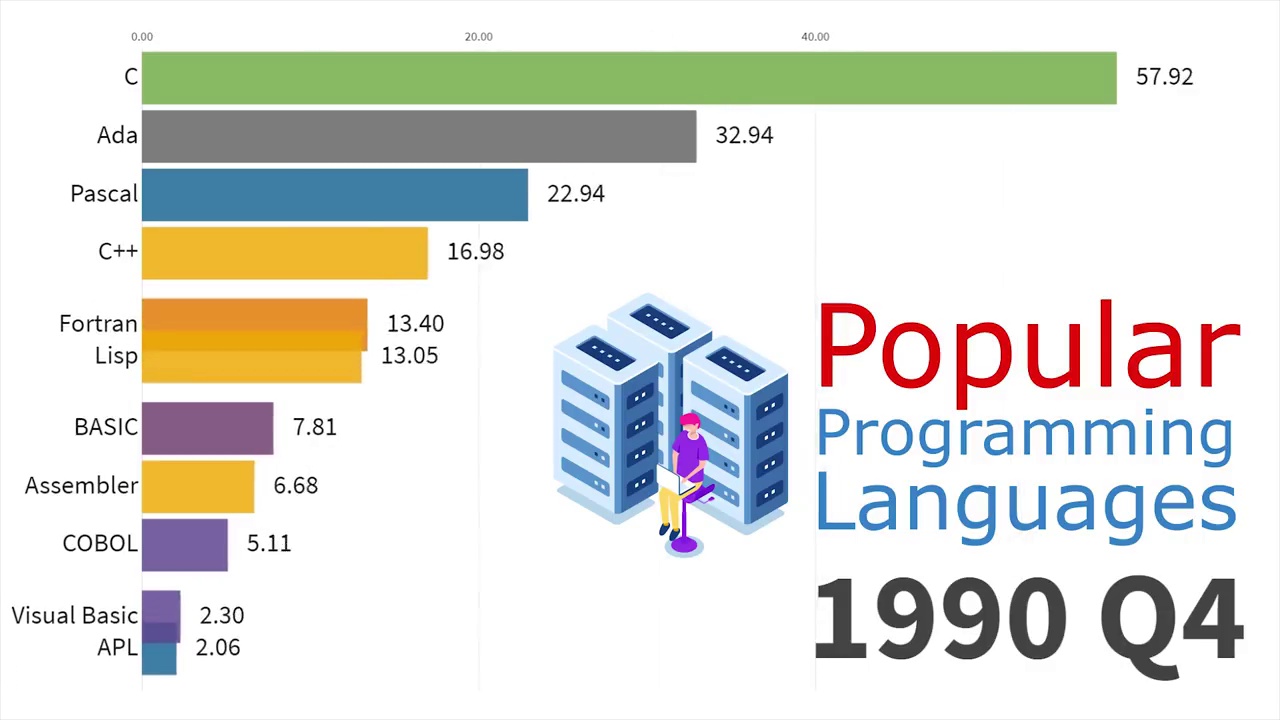 0.00 20.00 40.00
C 57.92
Ada 32.94
Pascal 22.94
C++ 16.98
Fortran 13.40
Lisp 13.05
BASIC 7.81
Assembler 6.68
COBOL 5.11
Visual Basic 2.30
APL 2.06
Popular
Programming
Languages
1990 Q4